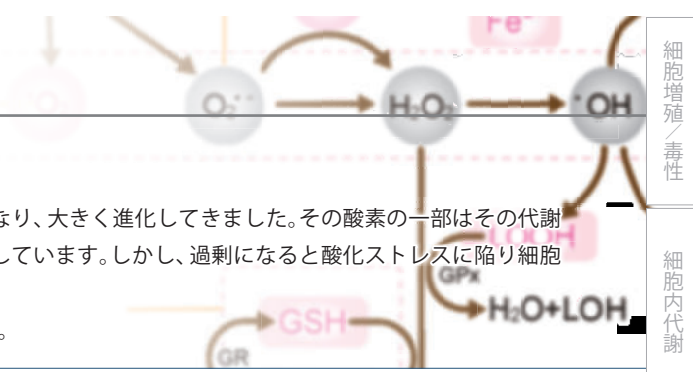 Fe
O₂•⁻
H₂O₂
•OH
なり、大きく進化してきました。その酸素の一部はその代謝
LOOH
しています。しかし、過剰になると酸化ストレスに陥り細胞
GPx
H₂O+LOH
GSH
。
GR
細胞増殖／毒性
細胞内代謝